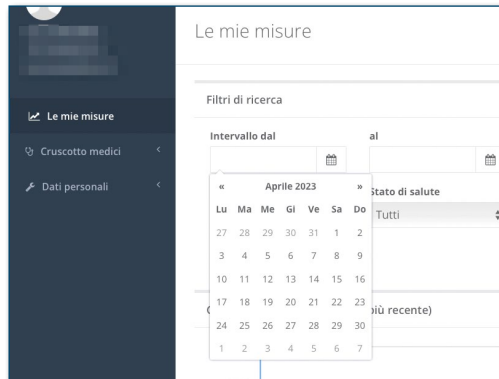 Le mie misure
Le mie misure
Cruscotto medici
Dati personali
Filtri di ricerca
Intervallo dal
al
« Aprile 2023 »
Lu Ma Me Gi Ve Sa Do
27 28 29 30 31 1 2
3 4 5 6 7 8 9
10 11 12 13 14 15 16
17 18 19 20 21 22 23
24 25 26 27 28 29 30
1 2 3 4 5 6 7
Stato di salute
Tutti
più recente)